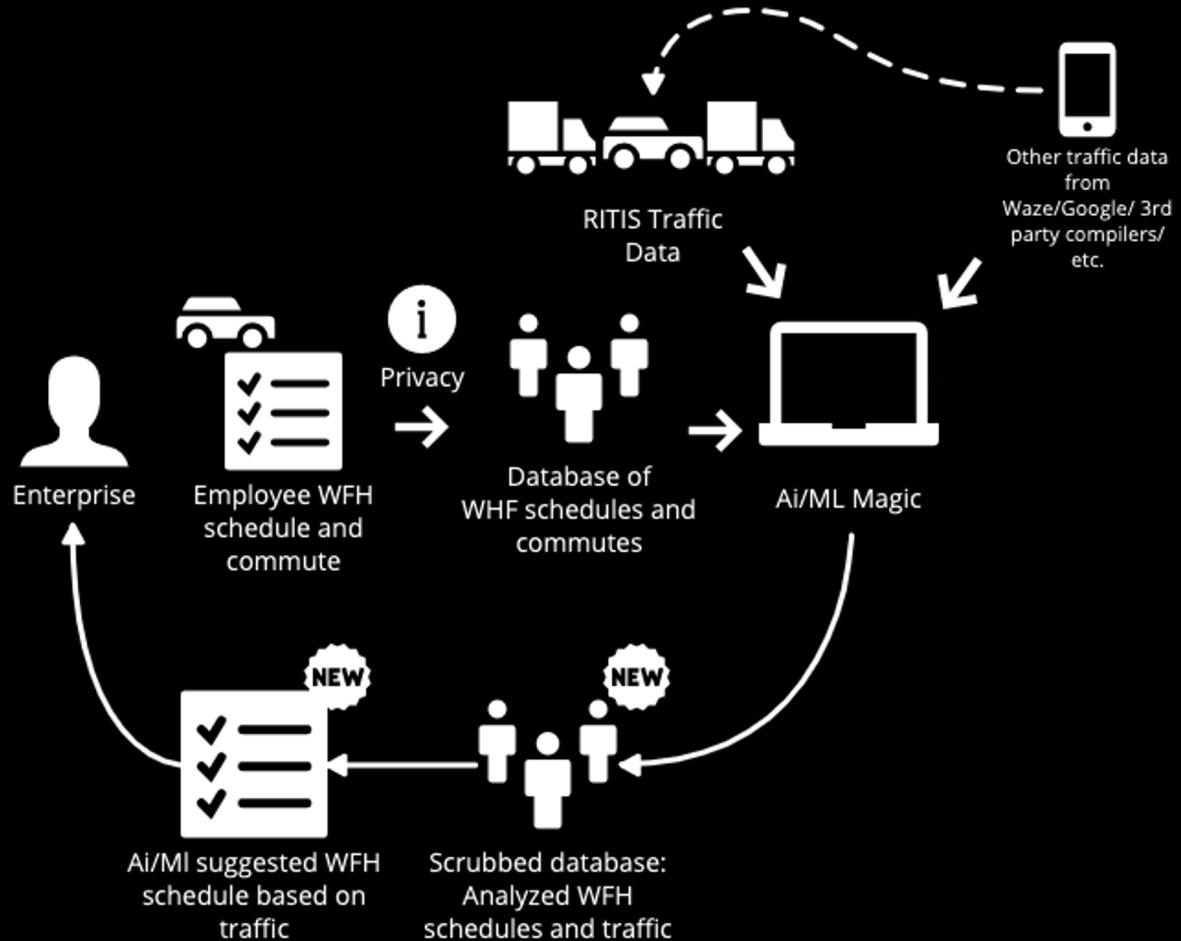 RITIS Traffic
Data
Other traffic data
from
Waze/Google/ 3rd
party compilers/
etc.
i
Privacy
Enterprise
Employee WFH
schedule and
commute
Database of
WHF schedules and
commutes
Ai/ML Magic
NEW
NEW
Ai/Ml suggested WFH
schedule based on
traffic
Scrubbed database:
Analyzed WFH
schedules and traffic